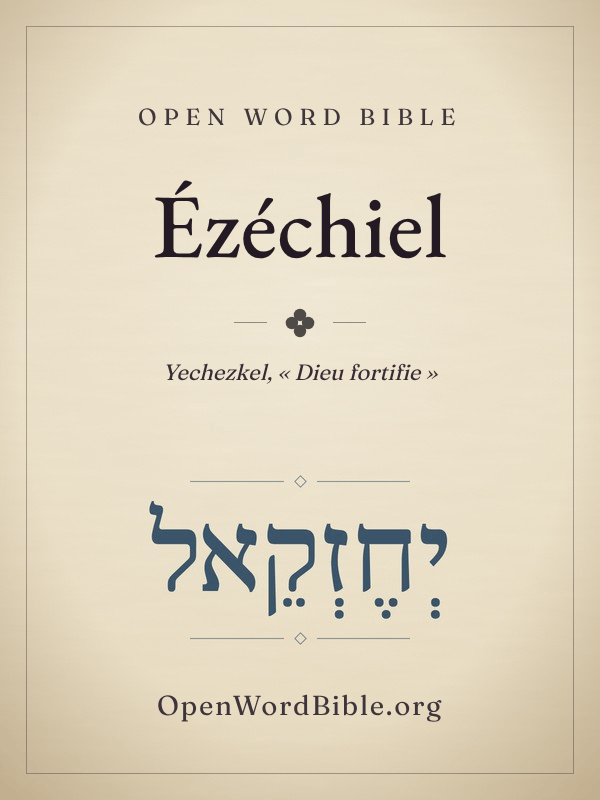 OPEN WORD BIBLE
Ézéchiel
Yechezkel, « Dieu fortifie »
יְחֶזְקֵאל
OpenWordBible.org